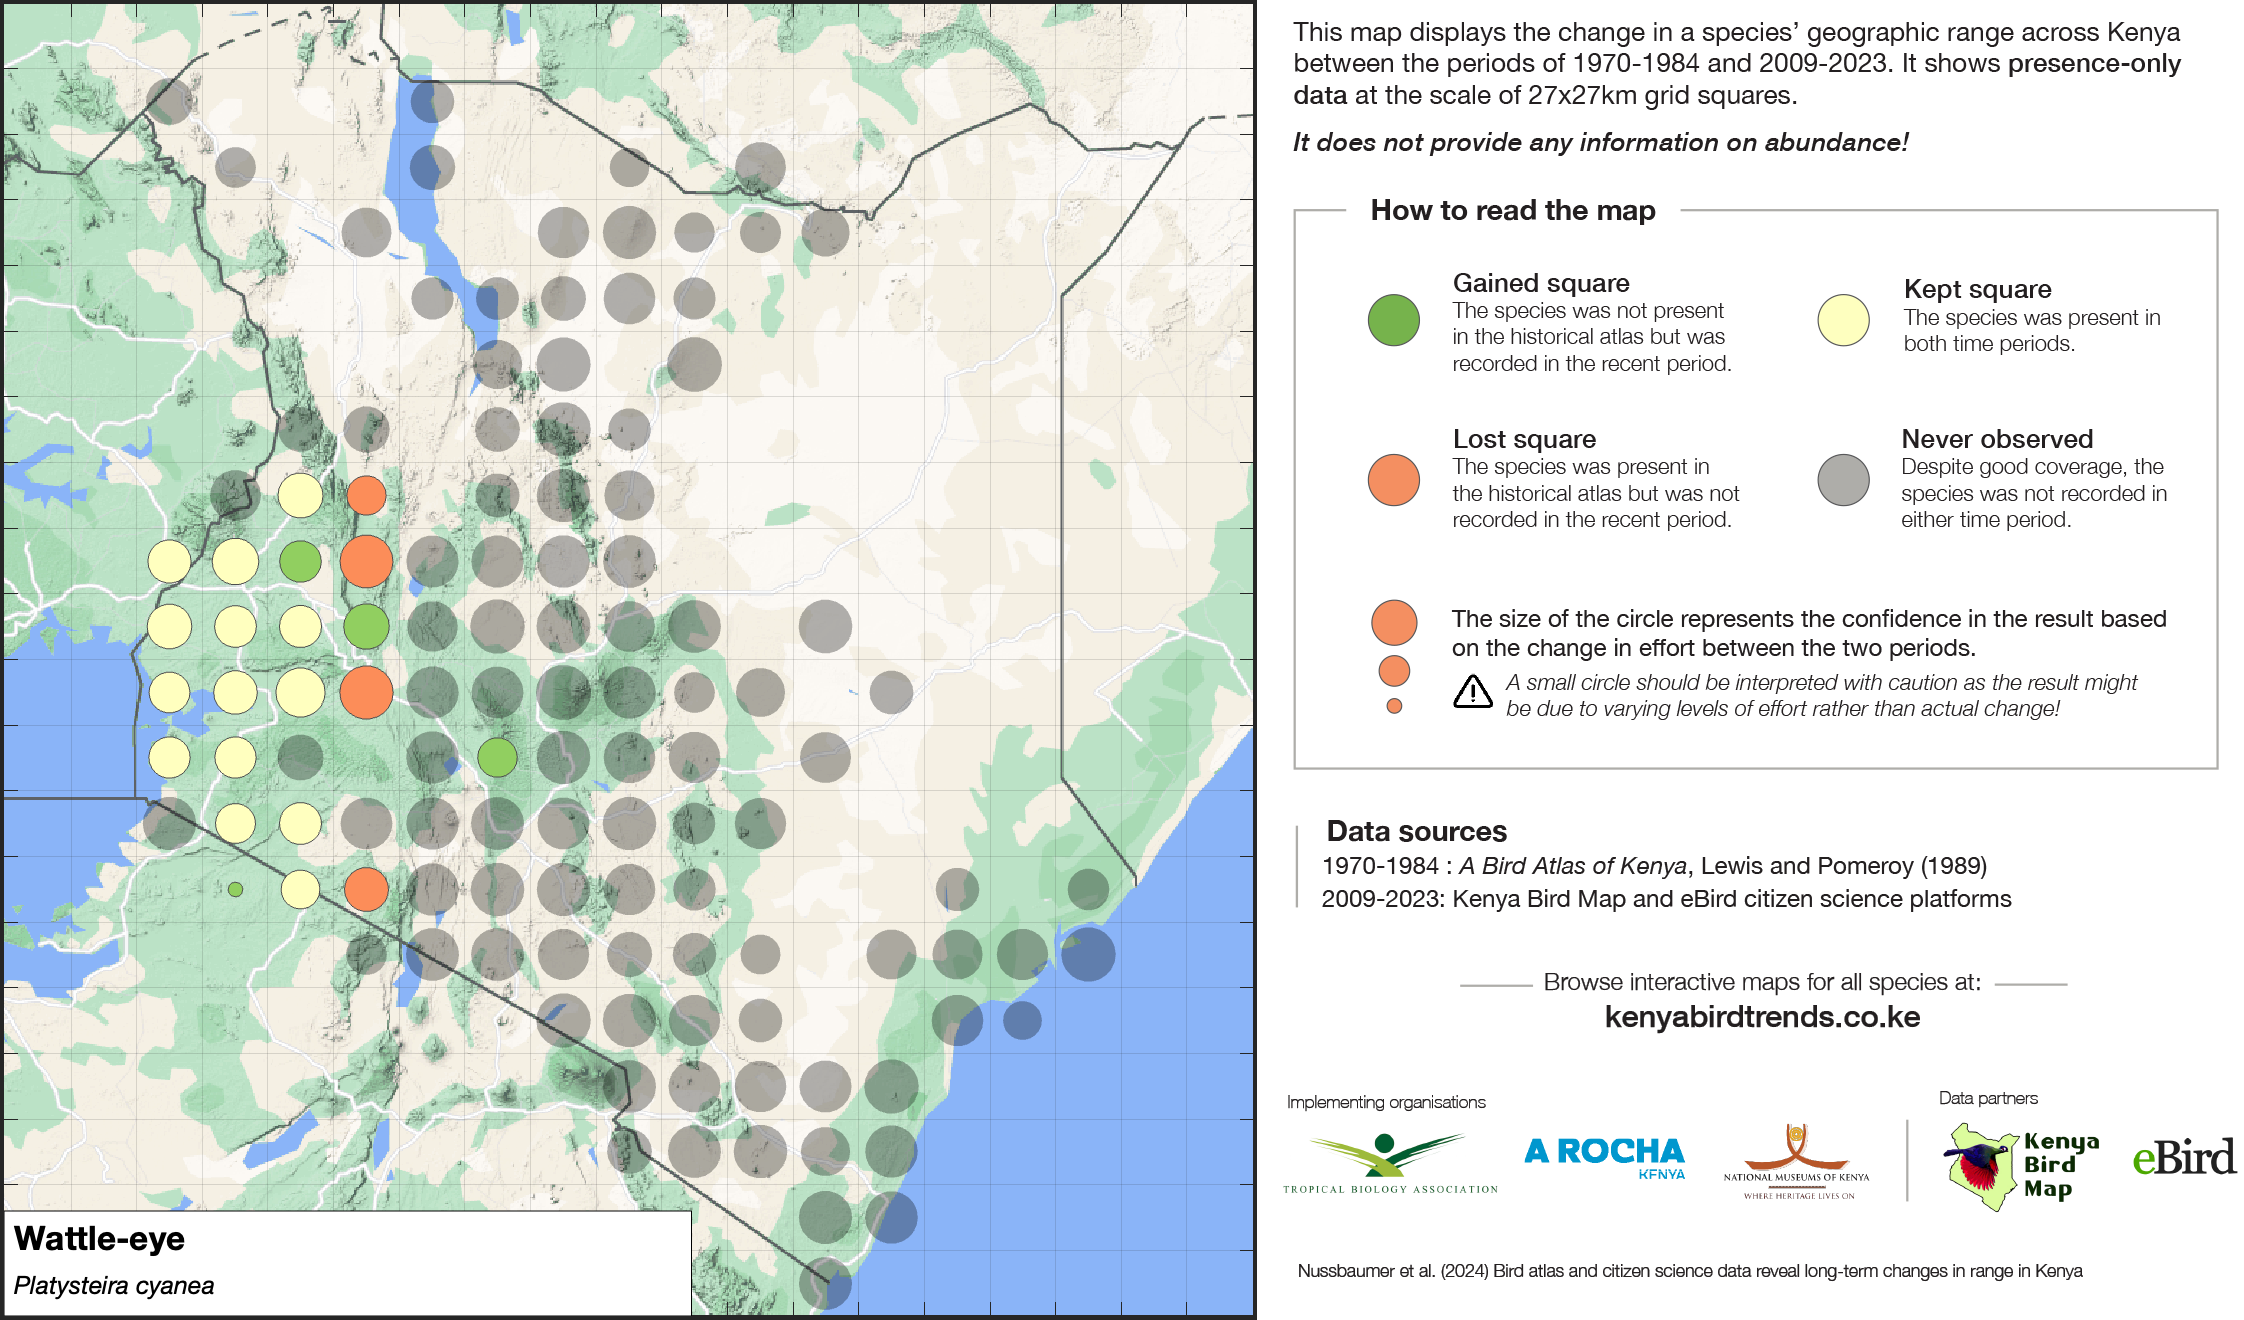 This map displays the change in a species' geographic range across Kenya
between the periods of 1970-1984 and 2009-2023. It shows presence-only
data at the scale of 27x27km grid squares.
It does not provide any information on abundance!
How to read the map
Gained square
The species was not present
in the historical atlas but was
recorded in the recent period.
Kept square
The species was present in
both time periods.
Lost square
The species was present in
the historical atlas but was not
recorded in the recent period.
Never observed
Despite good coverage, the
species was not recorded in
either time period.
The size of the circle represents the confidence in the result based
on the change in effort between the two periods.
A small circle should be interpreted with caution as the result might
be due to varying levels of effort rather than actual change!
Data sources
1970-1984 : A Bird Atlas of Kenya, Lewis and Pomeroy (1989)
2009-2023: Kenya Bird Map and eBird citizen science platforms
Browse interactive maps for all species at:
kenyabirdtrends.co.ke
Implementing organisations
Data partners
TROPICAL BIOLOGY ASSOCIATION
A ROCHA
KENYA
NATIONAL MUSEUMS OF KENYA
WHERE HERITAGE LIVES ON
Kenya
Bird
Map
eBird
Wattle-eye
Platysteira cyanea
Nussbaumer et al. (2024) Bird atlas and citizen science data reveal long-term changes in range in Kenya